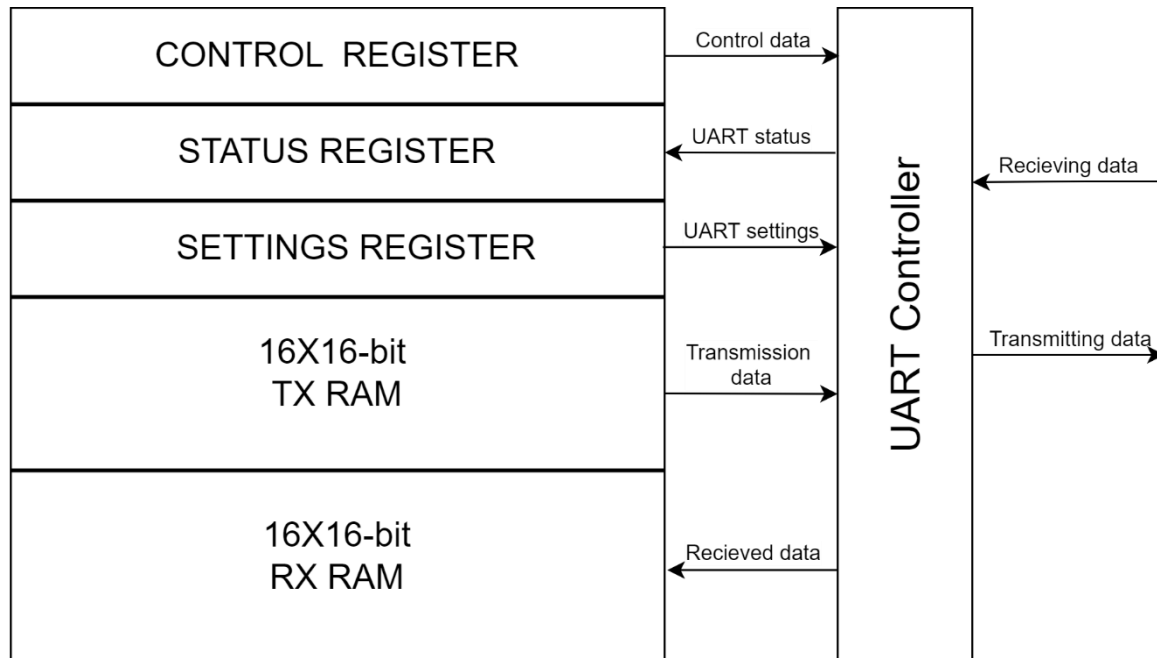 CONTROL REGISTER
Control data
STATUS REGISTER
UART status
SETTINGS REGISTER
UART settings
16X16-bit
TX RAM
Transmission
data
16X16-bit
RX RAM
Recieved data
UART Controller
Recieving data
Transmitting data